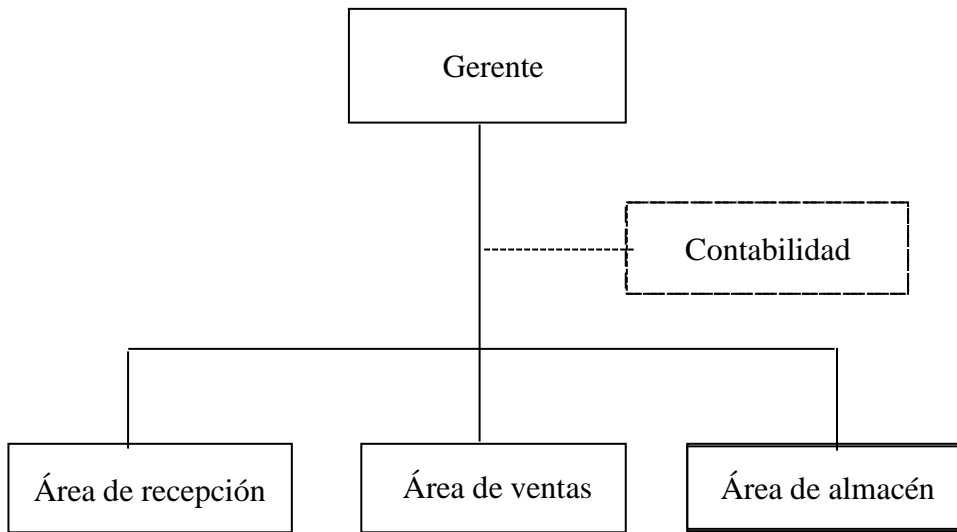 Gerente
Contabilidad
Área de recepción
Área de ventas
Área de almacén